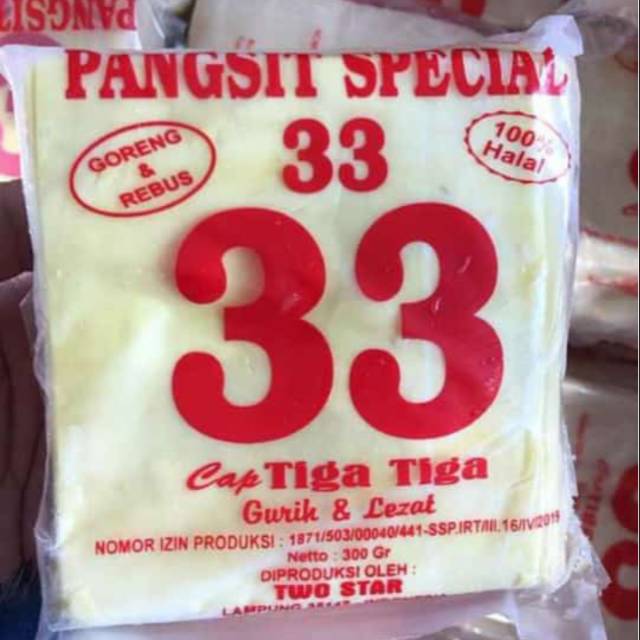 PANGSIT SPECIAL
GORENG
&
REBUS
33
100%
Halal
33
Cap Tiga Tiga
Gurih & Lezat
NOMOR IZIN PRODUKSI : 1871/503/00040/441-SSP.IRT/III.16/IV/2019
Netto : 300 Gr
DIPRODUKSI OLEH :
TWO STAR
LAMPUNG